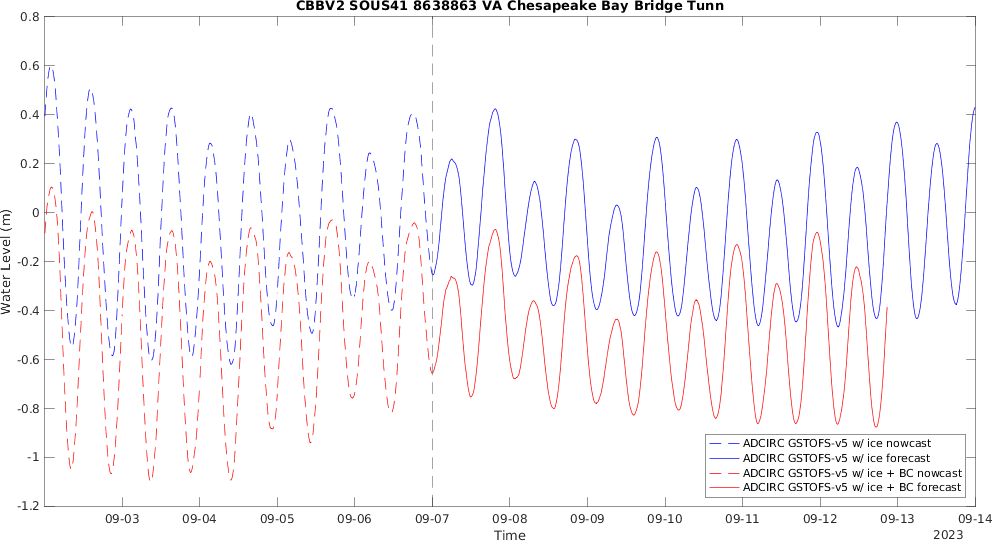 CBBV2 SOUS41 8638863 VA Chesapeake Bay Bridge Tunn
0.8
0.6
0.4
0.2
0
-0.2
-0.4
-0.6
-0.8
-1
-1.2
Water Level (m)
ADCIRC GSTOFS-v5 w/ ice nowcast
ADCIRC GSTOFS-v5 w/ ice forecast
ADCIRC GSTOFS-v5 w/ ice + BC nowcast
ADCIRC GSTOFS-v5 w/ ice + BC forecast
09-03 09-04 09-05 09-06 09-07 09-08 09-09 09-10 09-11 09-12 09-13 09-14
Time
2023